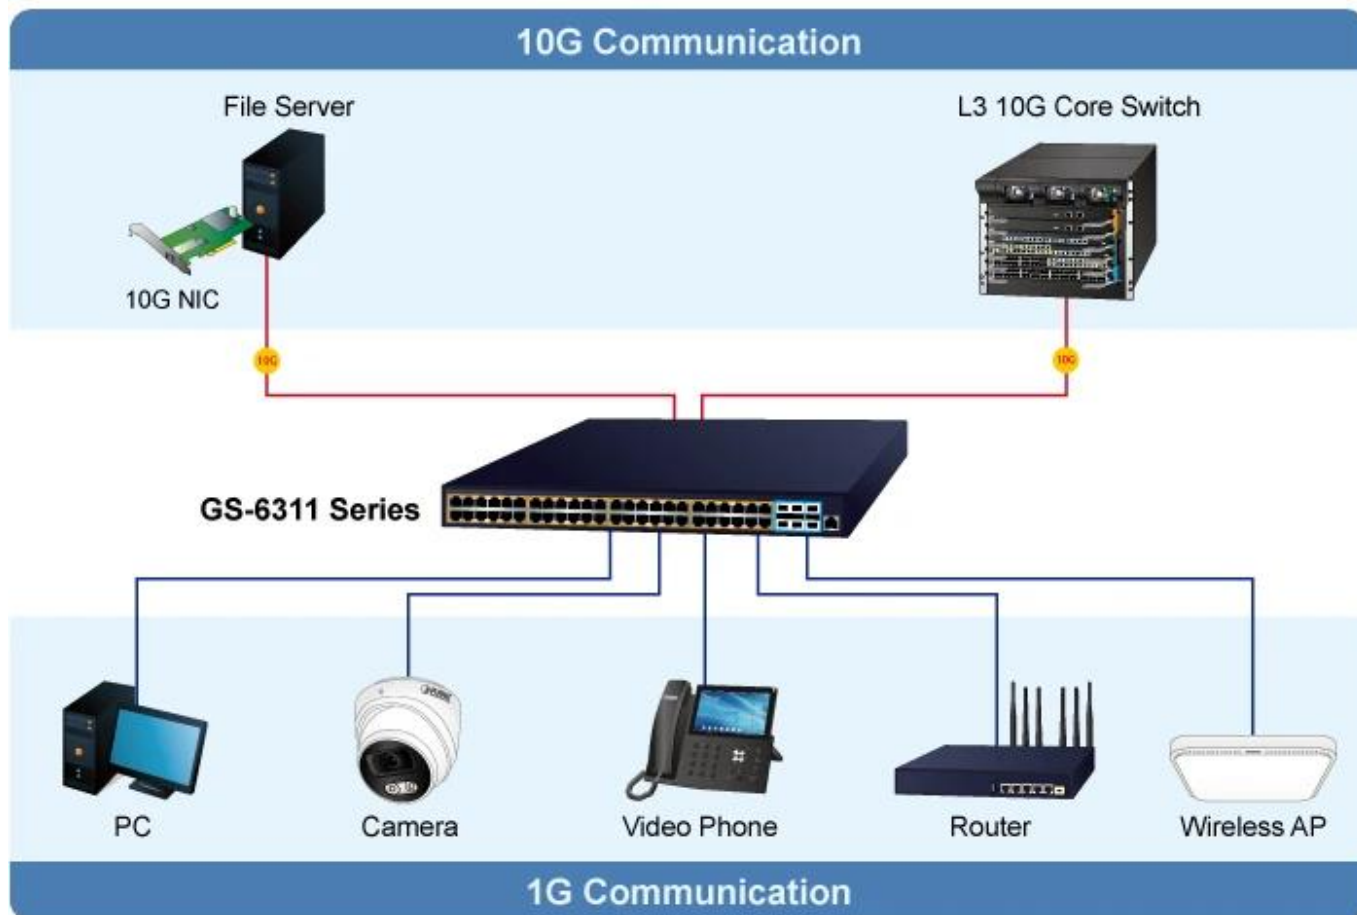 10G Communication
File Server
L3 10G Core Switch
10G NIC
10G
10G
GS-6311 Series
PC
Camera
Video Phone
Router
Wireless AP
1G Communication